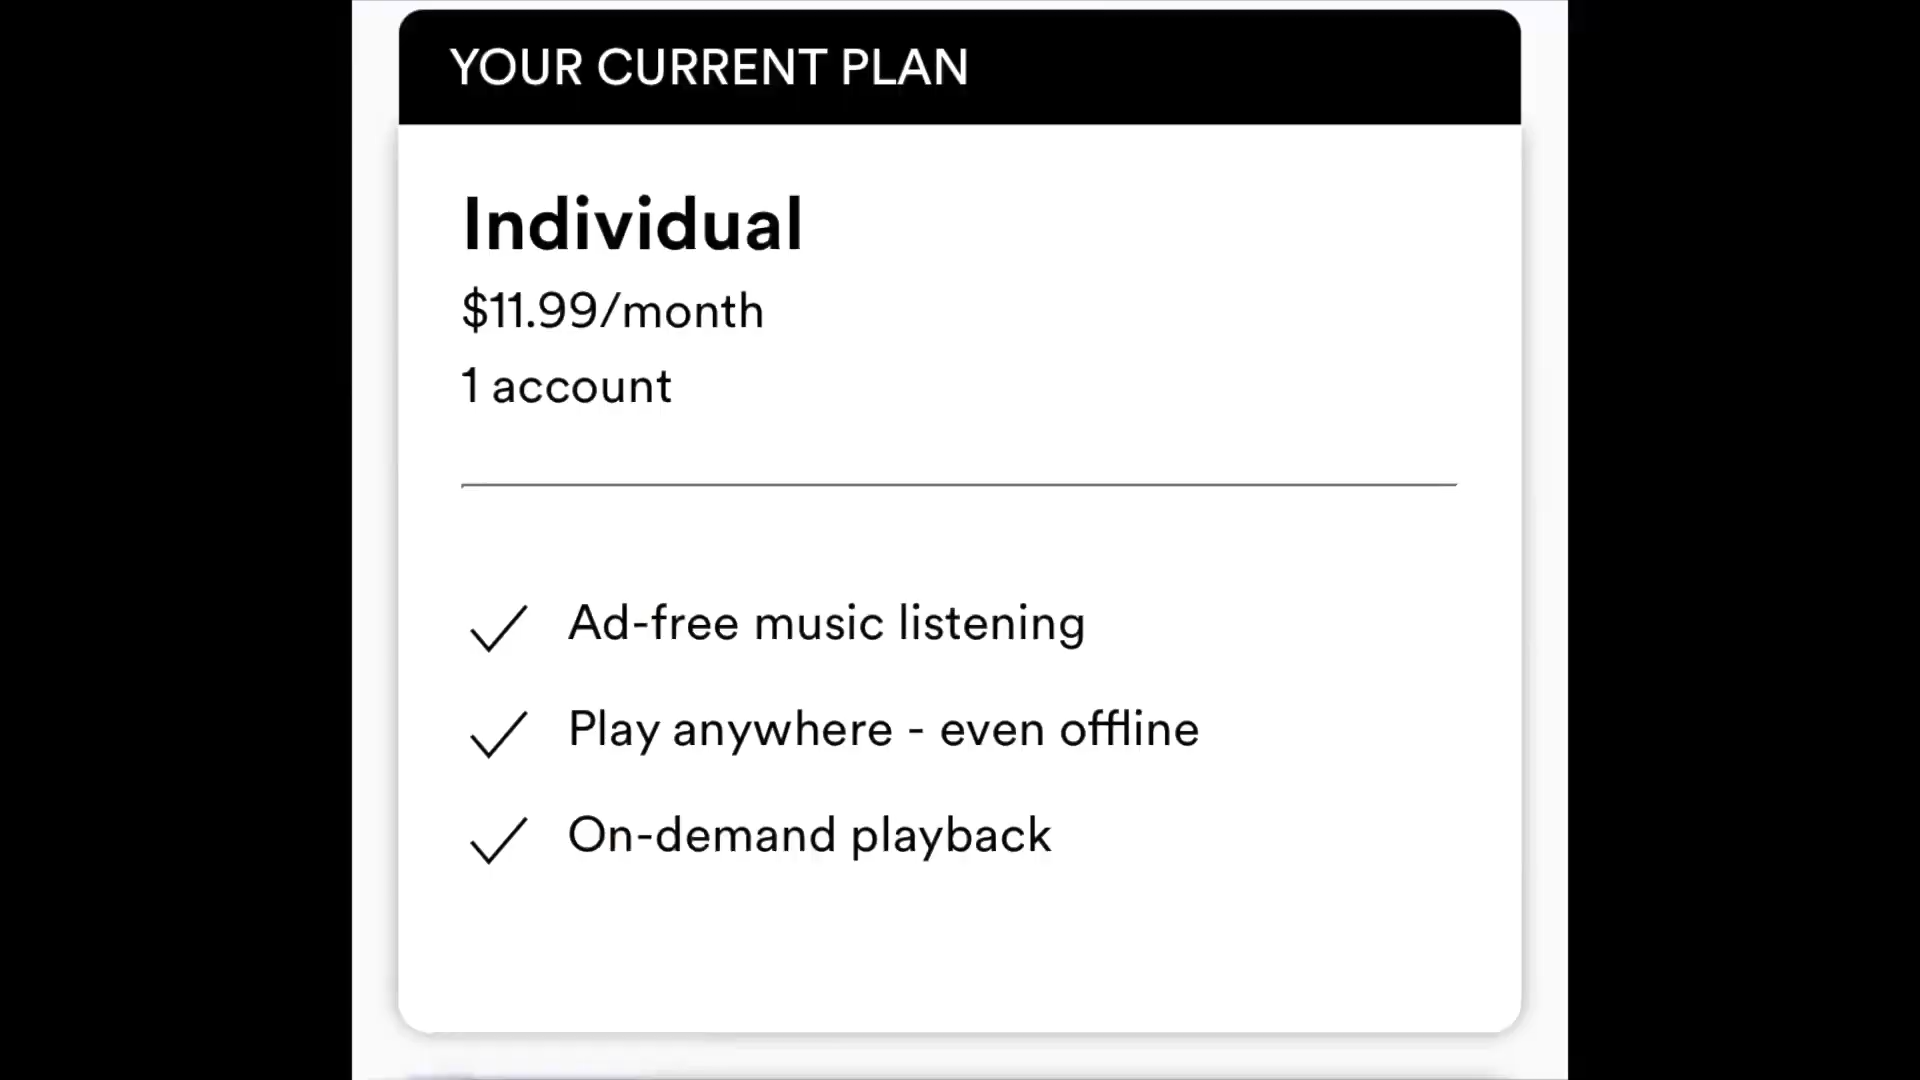 YOUR CURRENT PLAN
Individual
$11.99/month
1 account
Ad-free music listening
Play anywhere - even offline
On-demand playback